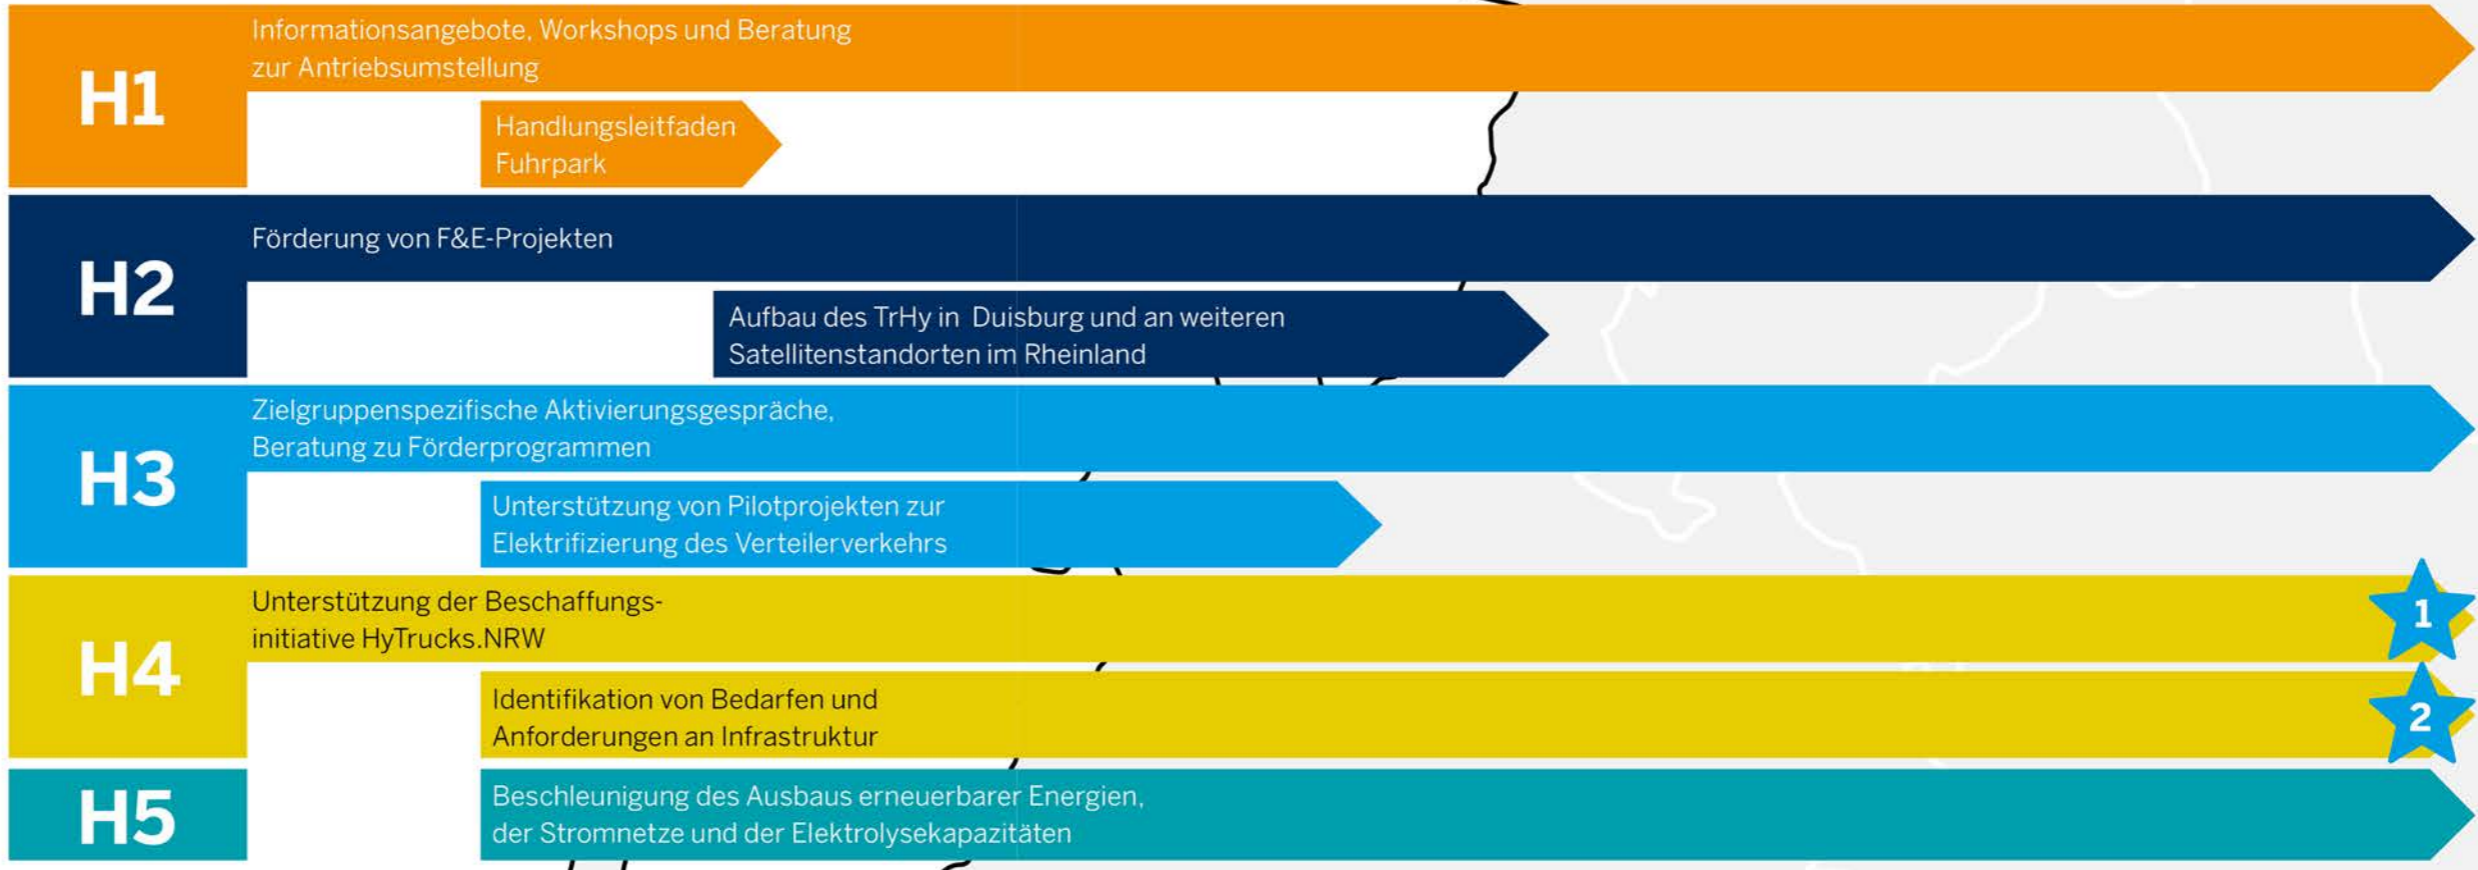 H1
Informationsangebote, Workshops und Beratung
zur Antriebsumstellung
Handlungsleitfaden
Fuhrpark
H2
Förderung von F&E-Projekten
Aufbau des TrHy in Duisburg und an weiteren
Satellitenstandorten im Rheinland
H3
Zielgruppenspezifische Aktivierungsgespräche,
Beratung zu Förderprogrammen
Unterstützung von Pilotprojekten zur
Elektrifizierung des Verteilerverkehrs
H4
Unterstützung der Beschaffungs-
initiative HyTrucks.NRW
1
Identifikation von Bedarfen und
Anforderungen an Infrastruktur
2
H5
Beschleunigung des Ausbaus erneuerbarer Energien,
der Stromnetze und der Elektrolysekapazitäten